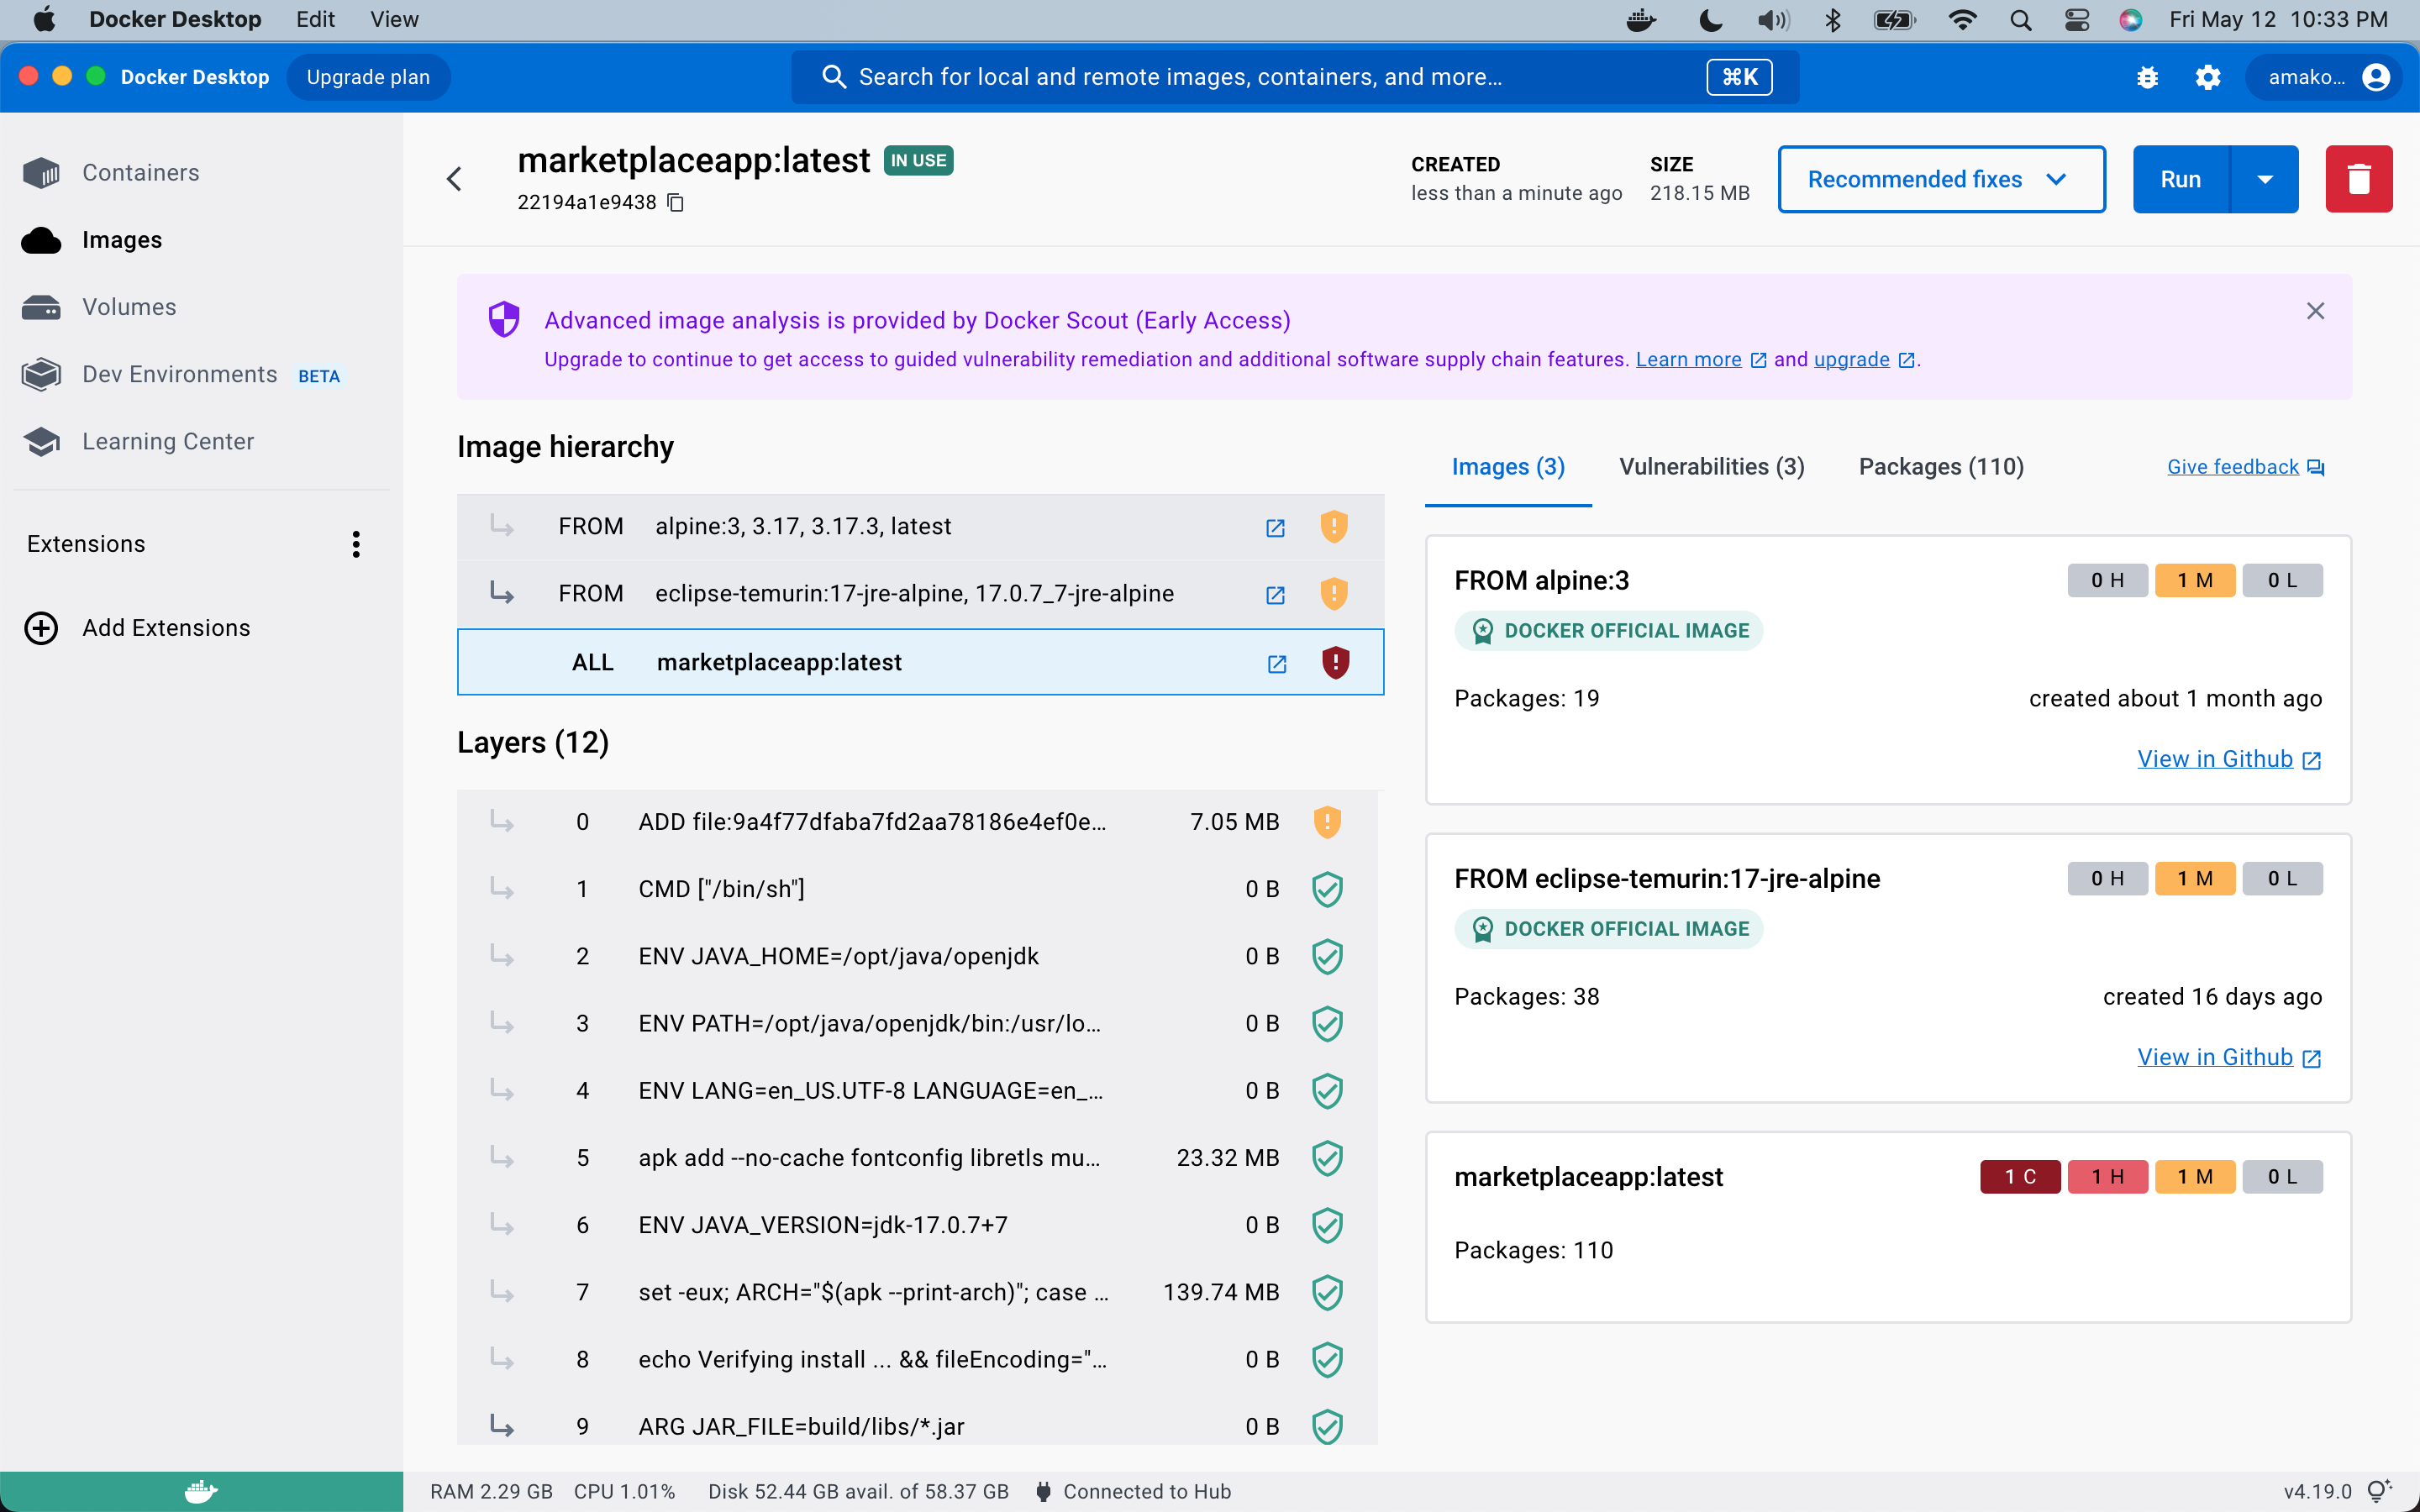 Docker Desktop Edit View Fri May 12 10:33 PM
Docker Desktop Upgrade plan Search for local and remote images, containers, and more... ⌘K amako...
Containers
Images
Volumes
Dev Environments BETA
Learning Center
Extensions
Add Extensions
marketplaceapp:latest IN USE
22194a1e9438
CREATED
less than a minute ago
SIZE
218.15 MB
Recommended fixes
Run
Advanced image analysis is provided by Docker Scout (Early Access)
Upgrade to continue to get access to guided vulnerability remediation and additional software supply chain features. Learn more and upgrade .
Image hierarchy
FROM alpine:3, 3.17, 3.17.3, latest
FROM eclipse-temurin:17-jre-alpine, 17.0.7_7-jre-alpine
ALL marketplaceapp:latest
Layers (12)
0 ADD file:9a4f77dfaba7fd2aa78186e4ef0e... 7.05 MB
1 CMD ["/bin/sh"] 0 B
2 ENV JAVA_HOME=/opt/java/openjdk 0 B
3 ENV PATH=/opt/java/openjdk/bin:/usr/lo... 0 B
4 ENV LANG=en_US.UTF-8 LANGUAGE=en_... 0 B
5 apk add --no-cache fontconfig libretls mu... 23.32 MB
6 ENV JAVA_VERSION=jdk-17.0.7+7 0 B
7 set -eux; ARCH="$(apk --print-arch)"; case ... 139.74 MB
8 echo Verifying install ... && fileEncoding="... 0 B
9 ARG JAR_FILE=build/libs/*.jar 0 B
Images (3) Vulnerabilities (3) Packages (110) Give feedback
FROM alpine:3 0 H 1 M 0 L
DOCKER OFFICIAL IMAGE
Packages: 19 created about 1 month ago
View in Github
FROM eclipse-temurin:17-jre-alpine 0 H 1 M 0 L
DOCKER OFFICIAL IMAGE
Packages: 38 created 16 days ago
View in Github
marketplaceapp:latest 1 C 1 H 1 M 0 L
Packages: 110
RAM 2.29 GB CPU 1.01% Disk 52.44 GB avail. of 58.37 GB Connected to Hub v4.19.0